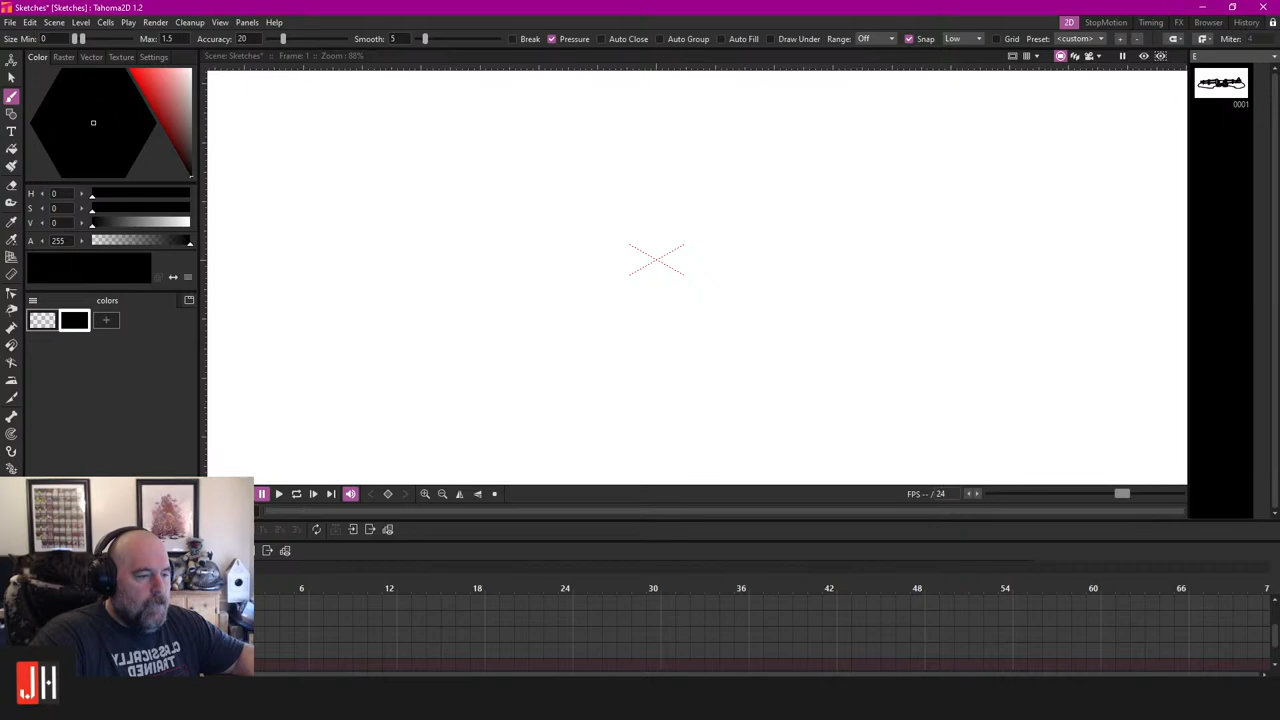 Sketches* [Sketches] : Tahoma2D 1.2
File Edit Scene Level Cells Play Render Cleanup View Panels Help
2D StopMotion Timing FX Browser History
Size Min: 0 Max: 1.5 Accuracy: 20 Smooth: 5 Break Pressure Auto Close Auto Group Auto Fill Draw Under Range: Off Snap Low Grid Preset: <custom> + - Miter: 4
Color Raster Vector Texture Settings
Scene: Sketches* :: Frame: 1 :: Zoom : 88%
E
0001
H 0
S 0
V 0
A 255
colors
+
FPS -- / 24
6 12 18 24 30 36 42 48 54 60 66 7
CLASSICALLY
TRAINED
JH